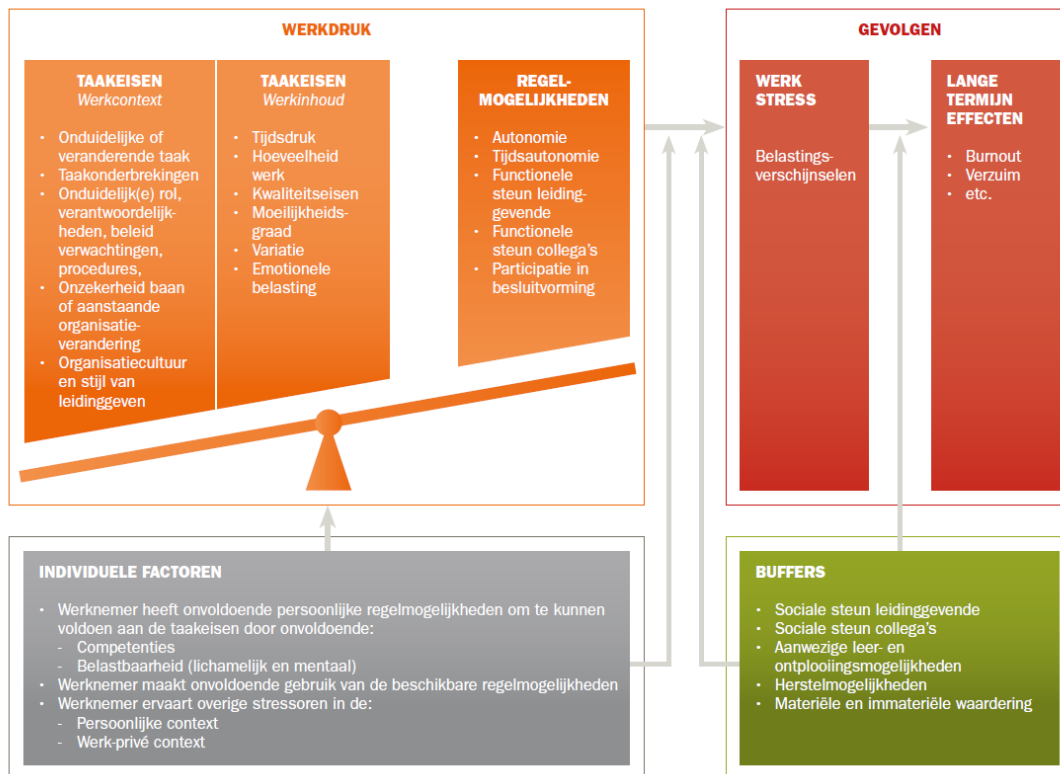 WERKDRUK
TAAKEISEN
Werkcontext
• Onduidelijke of
veranderende taak
• Taakonderbrekingen
• Onduidelijk(e) rol,
verantwoordelijk-
heden, beleid
verwachtingen,
procedures,
• Onzekerheid baan
of aanstaande
organisatie-
verandering
• Organisatiecultuur
en stijl van
leidinggeven
TAAKEISEN
Werkinhoud
• Tijdsdruk
• Hoeveelheid
werk
• Kwaliteitseisen
• Moeilijkheids-
graad
• Variatie
• Emotionele
belasting
REGEL-
MOGELIJKHEDEN
• Autonomie
• Tijdsautonomie
• Functionele
steun leiding-
gevende
• Functionele
steun collega's
• Participatie in
besluitvorming
GEVOLGEN
WERK
STRESS
Belastings-
verschijnselen
LANGE
TERMIJN
EFFECTEN
• Burnout
• Verzuim
• etc.
INDIVIDUELE FACTOREN
• Werknemer heeft onvoldoende persoonlijke regelmogelijkheden om te kunnen
voldoen aan de taakeisen door onvoldoende:
- Competenties
- Belastbaarheid (lichamelijk en mentaal)
• Werknemer maakt onvoldoende gebruik van de beschikbare regelmogelijkheden
• Werknemer ervaart overige stressoren in de:
- Persoonlijke context
- Werk-privé context
BUFFERS
• Sociale steun leidinggevende
• Sociale steun collega's
• Aanwezige leer- en
ontplooiingsmogelijkheden
• Herstelmogelijkheden
• Materiële en immateriële waardering